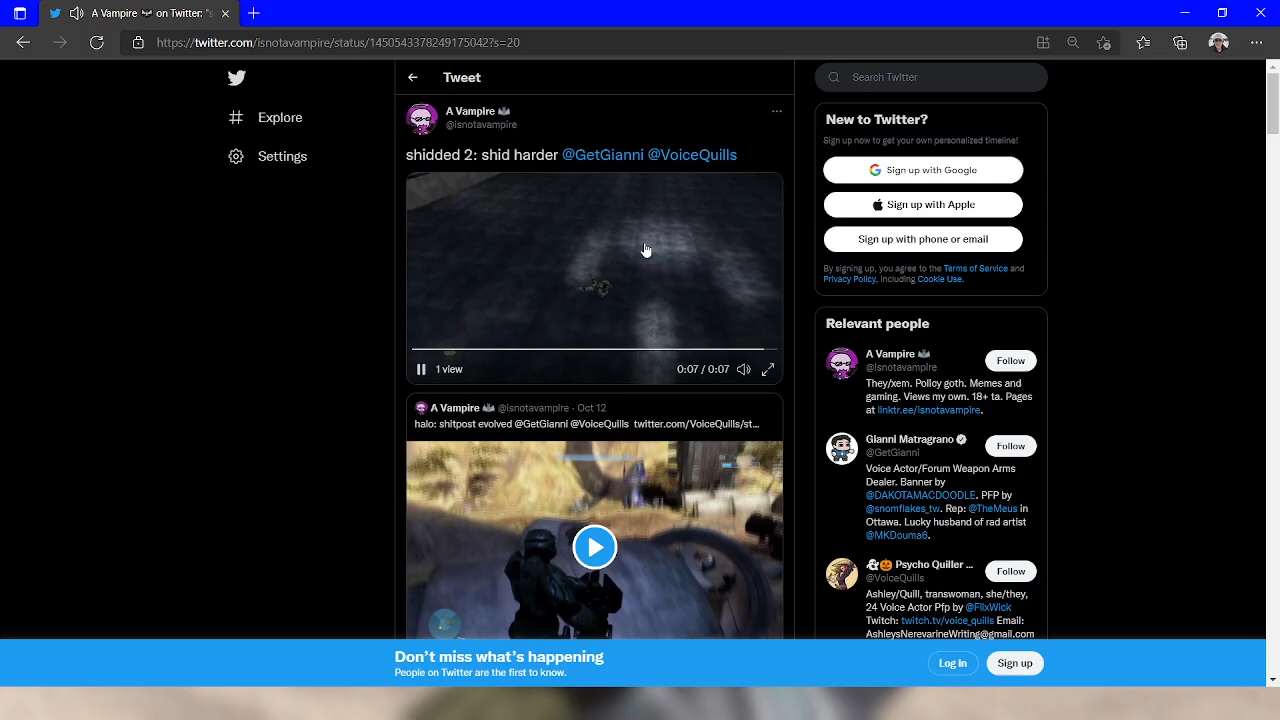 A Vampire 🦇 on Twitter: "s
https://twitter.com/isnotavampire/status/1450543378249175042?s=20
Explore
Settings
Tweet
A Vampire 🦇
@isnotavampire
shidded 2: shid harder @GetGianni @VoiceQuills
1 view
0:07 / 0:07
A Vampire 🦇 @isnotavampire · Oct 12
halo: shitpost evolved @GetGianni @VoiceQuills twitter.com/VoiceQuills/st...
Search Twitter
New to Twitter?
Sign up now to get your own personalized timeline!
Sign up with Google
Sign up with Apple
Sign up with phone or email
By signing up, you agree to the Terms of Service and
Privacy Policy, including Cookie Use.
Relevant people
A Vampire 🦇
@isnotavampire
Follow
They/xem. Policy goth. Memes and
gaming. Views my own. 18+ ta. Pages
at linktr.ee/isnotavampire.
Gianni Matragrano
@GetGianni
Follow
Voice Actor/Forum Weapon Arms
Dealer. Banner by
@DAKOTAMACDOODLE. PFP by
@snomflakes_tw. Rep: @TheMeus in
Ottawa. Lucky husband of rad artist
@MKDouma6.
👻🎃 Psycho Quiller ...
@VoiceQuills
Follow
Ashley/Quill, transwoman, she/they,
24 Voice Actor Pfp by @FlixWick
Twitch: twitch.tv/voice_quills Email:
AshleysNerevarineWriting@gmail.com
Don't miss what's happening
People on Twitter are the first to know.
Log in
Sign up